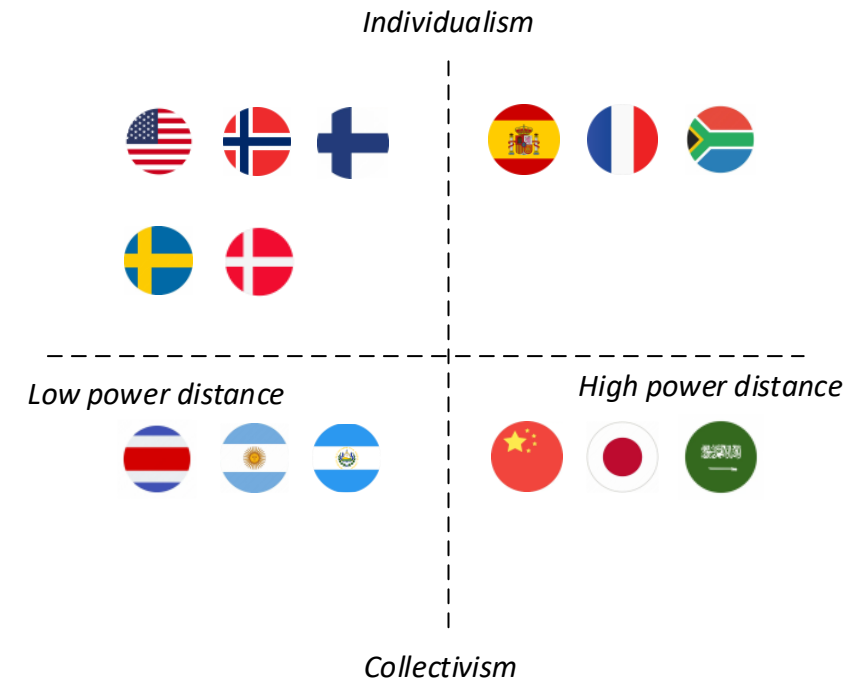 Individualism
Low power distance
High power distance
Collectivism